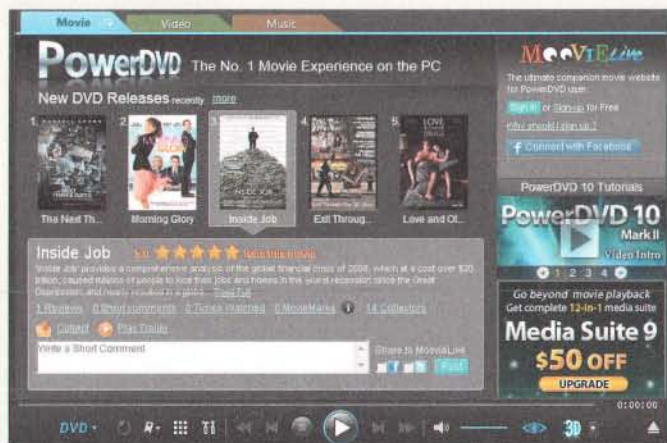 Movie
Video
Music
PowerDVD The No. 1 Movie Experience on the PC
New DVD Releases recently more
1.
2.
3.
4.
5.
RUSSELL CROWE
MORNING GLORY
INSIDE JOB
LOVE
The Next Th...
Morning Glory
Inside Job
Exit Throug...
Love and Ot...
Inside Job
'Inside Job' provides a comprehensive analysis of the global financial crisis of 2008, which at a cost over $20
trillion, caused millions of people to lose their jobs and homes in the worst recession since the Great
Depression, and nearly resulted in a global
1 Reviews 0 Short comments 0 Times Watched 0 MovieMarks 14 Collectors
Collect Play Trailer
Write a Short Comment
Share to MoovieLive
Post
MooVIELive
The ultimate companion movie website
for PowerDVD user.
Sign in or Sign-up for Free
Why should I sign up?
f Connect with Facebook
PowerDVD 10 Tutorials
PowerDVD 10
Mark II
Video Intro
1 2 3 4
Go beyond movie playback
Get complete 12-in-1 media suite
Media Suite 9
$50 OFF
UPGRADE
0:00:00
DVD
3D